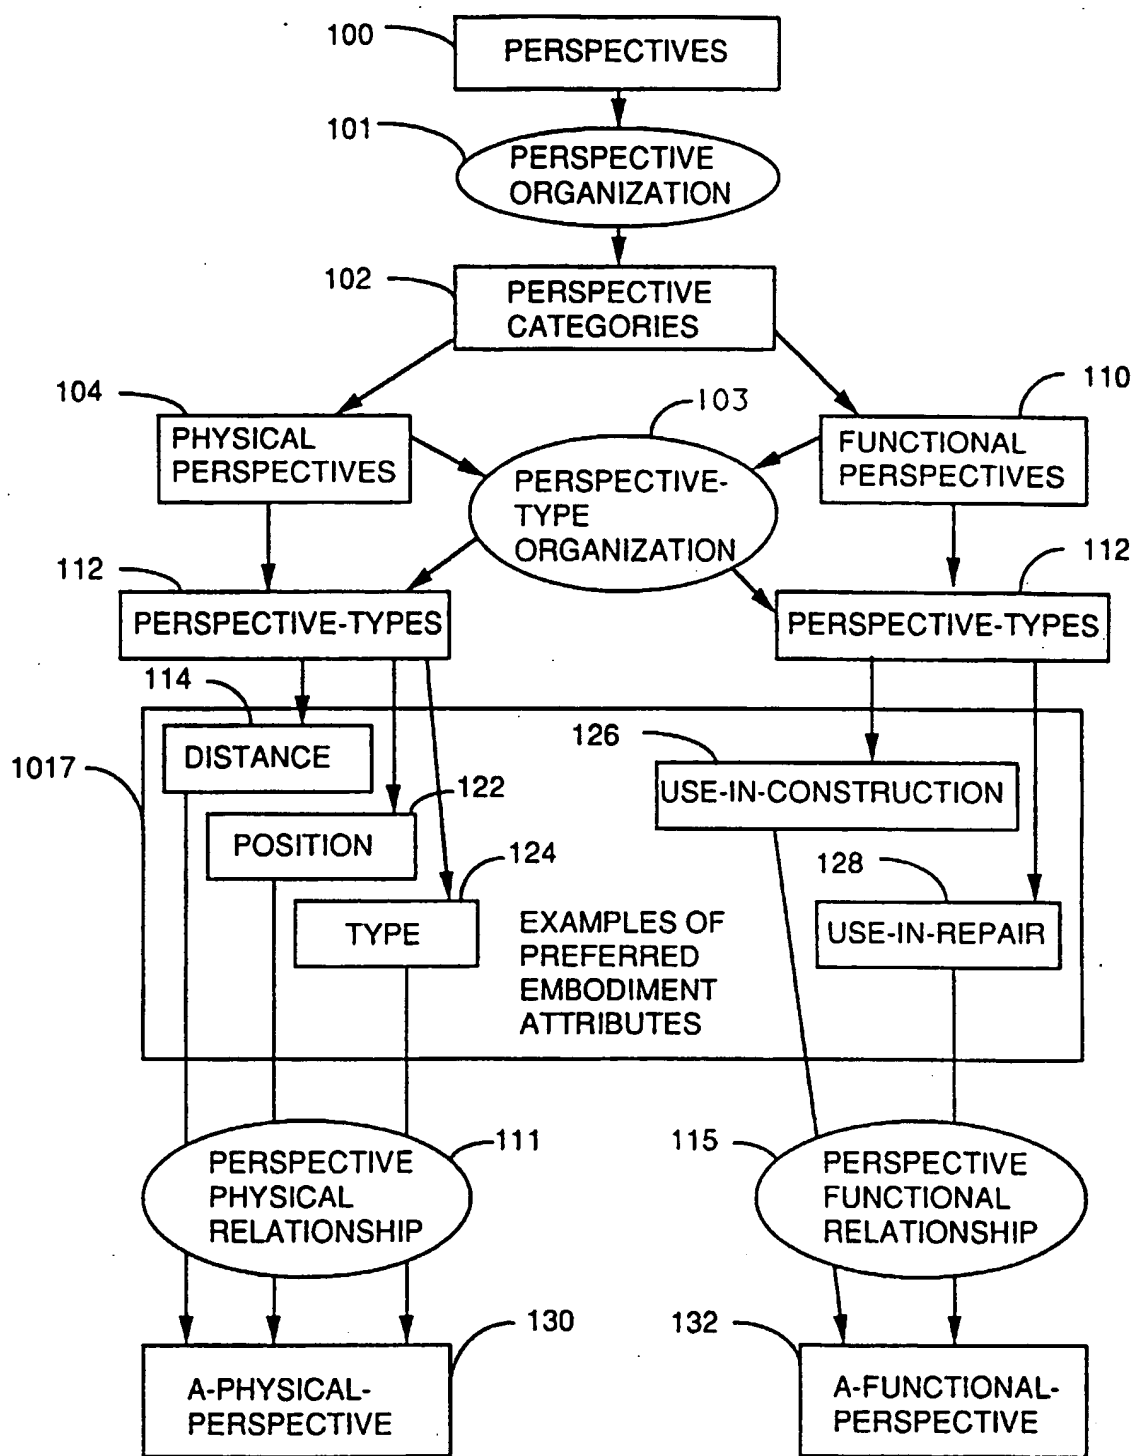 100
PERSPECTIVES
101
PERSPECTIVE
ORGANIZATION
102
PERSPECTIVE
CATEGORIES
104
103
110
PHYSICAL
PERSPECTIVES
PERSPECTIVE-
TYPE
ORGANIZATION
FUNCTIONAL
PERSPECTIVES
112
112
PERSPECTIVE-TYPES
PERSPECTIVE-TYPES
114
DISTANCE
126
1017
USE-IN-CONSTRUCTION
122
POSITION
124
128
TYPE
EXAMPLES OF
PREFERRED
EMBODIMENT
ATTRIBUTES
USE-IN-REPAIR
111
115
PERSPECTIVE
PHYSICAL
RELATIONSHIP
PERSPECTIVE
FUNCTIONAL
RELATIONSHIP
130
132
A-PHYSICAL-
PERSPECTIVE
A-FUNCTIONAL-
PERSPECTIVE